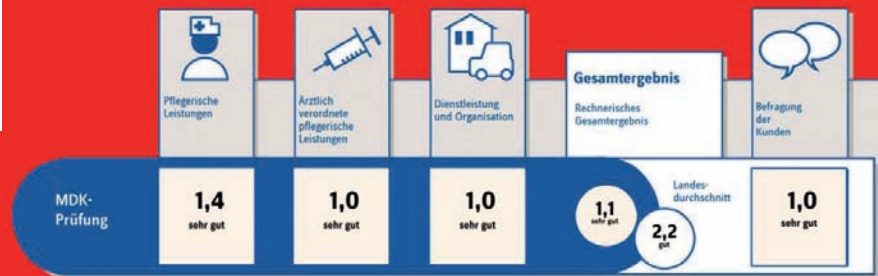 Pflegerische
Leistungen
Ärztlich
verordnete
pflegerische
Leistungen
Dienstleistung
und Organisation
Gesamtergebnis
Rechnerisches
Gesamtergebnis
Befragung
der
Kunden
MDK-
Prüfung
1,4
sehr gut
1,0
sehr gut
1,0
sehr gut
1,1
sehr gut
Landes-
durchschnitt
2,2
gut
1,0
sehr gut